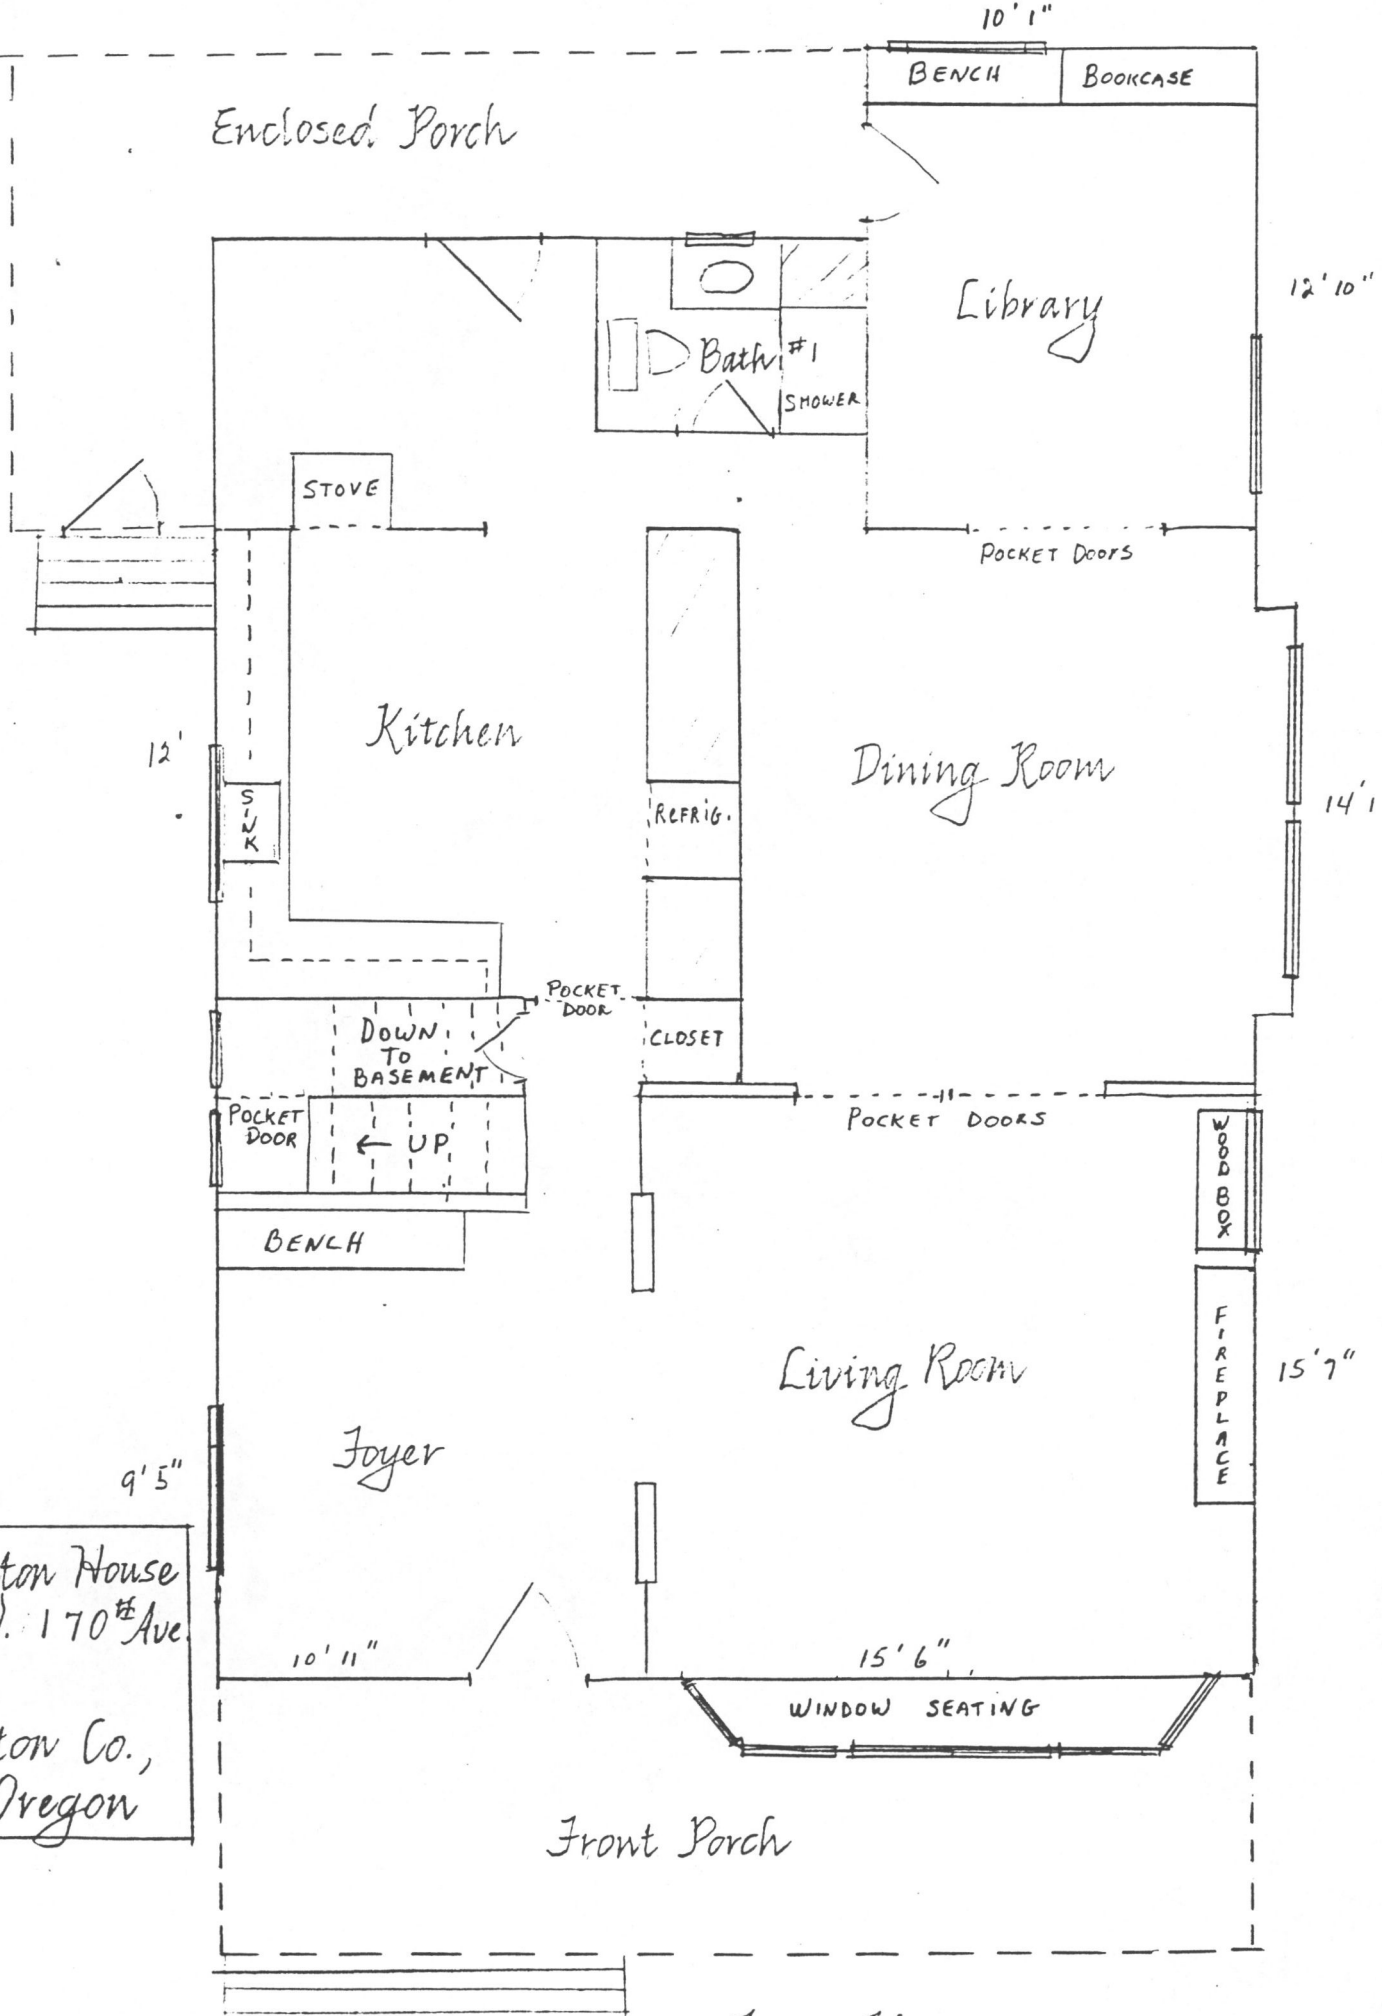 10'1"
BENCH
BOOKCASE
Enclosed Porch
Library
12'10"
Bath #1
SHOWER
STOVE
POCKET DOORS
Kitchen
12'
SINK
REFRIG.
Dining Room
14'1
POCKET
DOOR
CLOSET
DOWN
TO
BASEMENT
POCKET
DOOR
← UP
POCKET DOORS
WOOD BOX
BENCH
Living Room
FIREPLACE
15'7"
Foyer
9'5"
ton House
170th Ave.
ton Co.,
Oregon
10'11"
15'6"
WINDOW SEATING
Front Porch